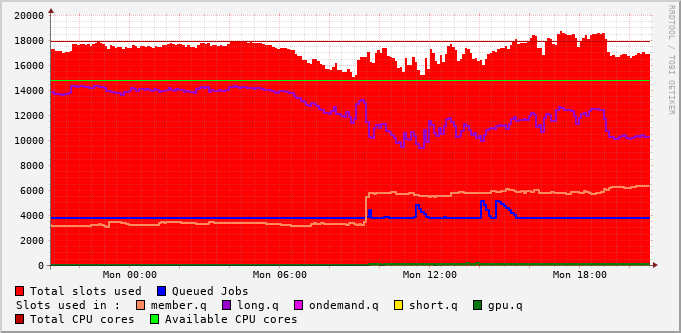 RRDTOOL / TOBI OETIKER
20000
18000
16000
14000
12000
10000
8000
6000
4000
2000
0
Mon 00:00 Mon 06:00 Mon 12:00 Mon 18:00
Total slots used Queued Jobs
Slots used in : member.q long.q ondemand.q short.q gpu.q
Total CPU cores Available CPU cores